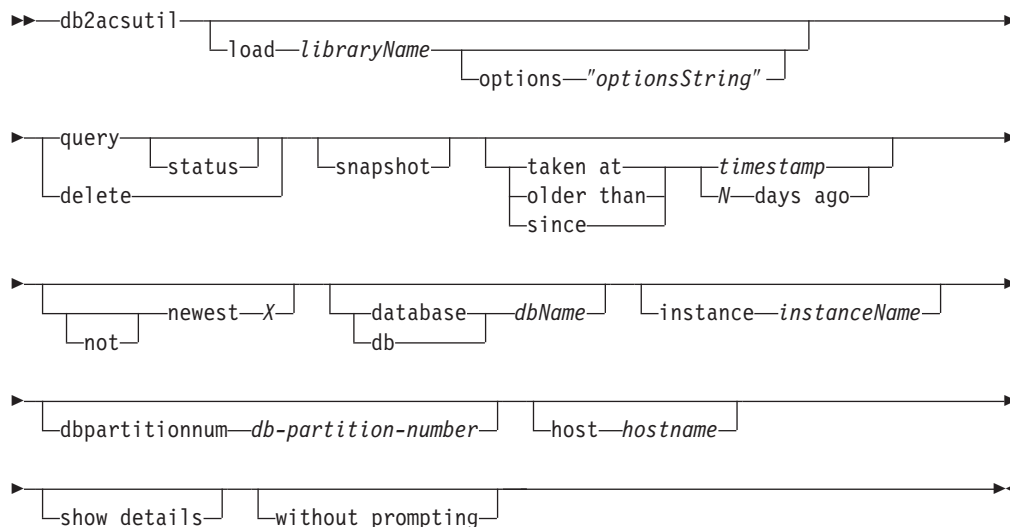 db2acsutil
load libraryName
options "optionsString"
query
status
snapshot
taken at timestamp
delete
older than N days ago
since
newest X
database dbName
instance instanceName
not
db
dbpartitionnum db-partition-number
host hostname
show details
without prompting